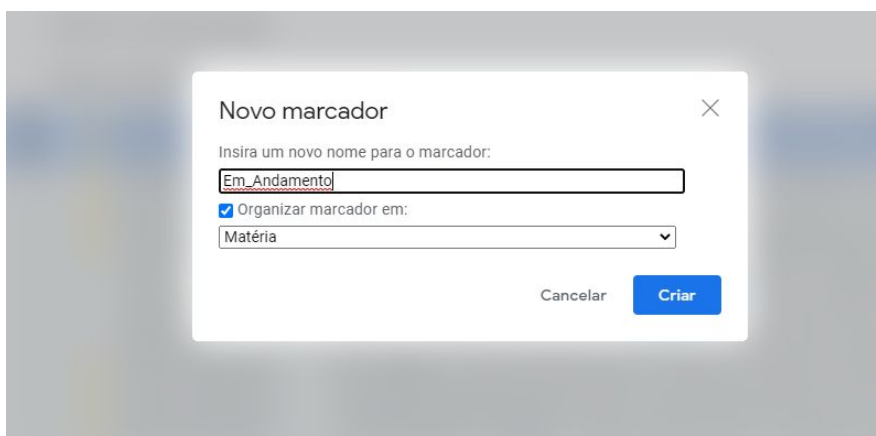 Novo marcador
Insira um novo nome para o marcador:
Em_Andamento
Organizar marcador em:
Matéria
Cancelar Criar